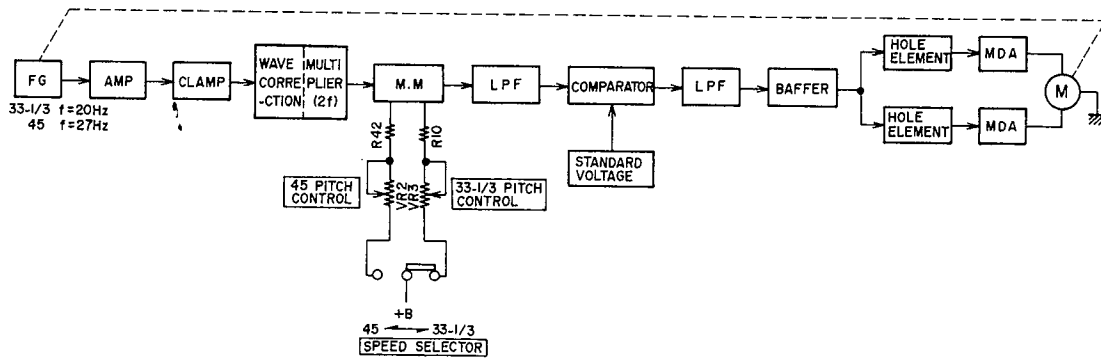 FG
AMP
CLAMP
WAVE
CORRE
-CTION
MULTI
PLIER
(2f)
M.M
LPF
COMPARATOR
LPF
BAFFER
HOLE
ELEMENT
MDA
M
HOLE
ELEMENT
MDA
33-1/3 f=20Hz
45 f=27Hz
R42
R10
STANDARD
VOLTAGE
45 PITCH
CONTROL
VR2
VR3
33-1/3 PITCH
CONTROL
+B
45 33-1/3
SPEED SELECTOR